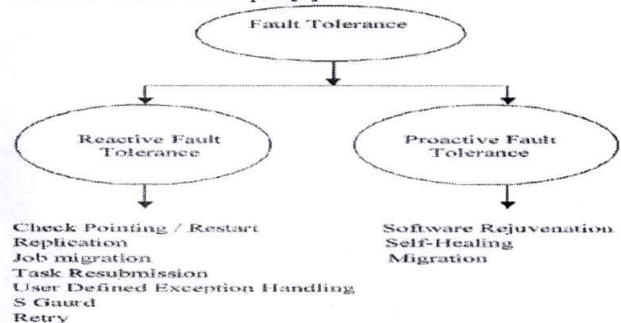 Fault Tolerance
Reactive Fault
Tolerance
Proactive Fault
Tolerance
Check Pointing / Restart
Replication
Job migration
Task Resubmission
User Defined Exception Handling
S Gaurd
Retry
Software Rejuvenation
Self-Healing
Migration